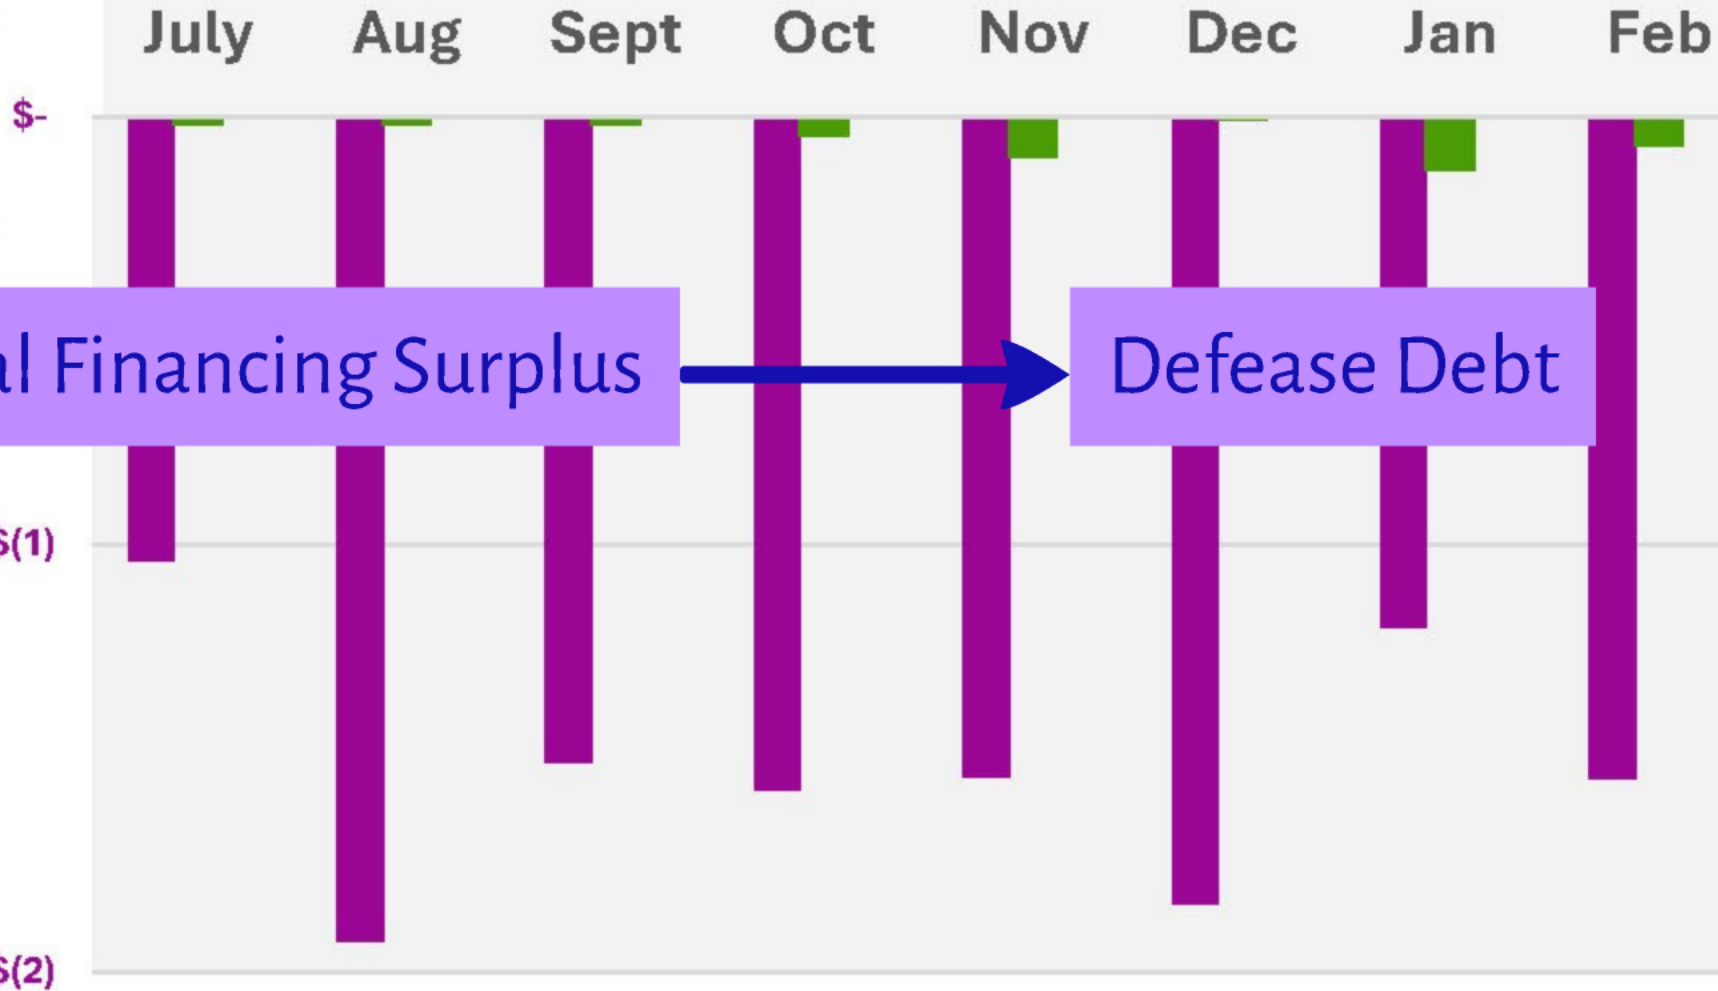 July Aug Sept Oct Nov Dec Jan Feb
$-
Financing Surplus
Defease Debt
$(1)
$(2)